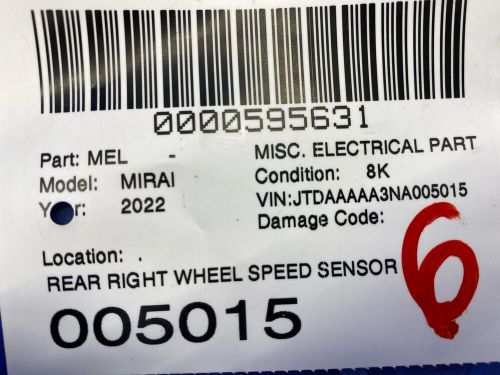 0000595631
Part: MEL - MISC. ELECTRICAL PART
Model: MIRAI Condition: 8K
Year: 2022 VIN:JTDAAAAA3NA005015
Damage Code:
Location: .
REAR RIGHT WHEEL SPEED SENSOR
005015
6